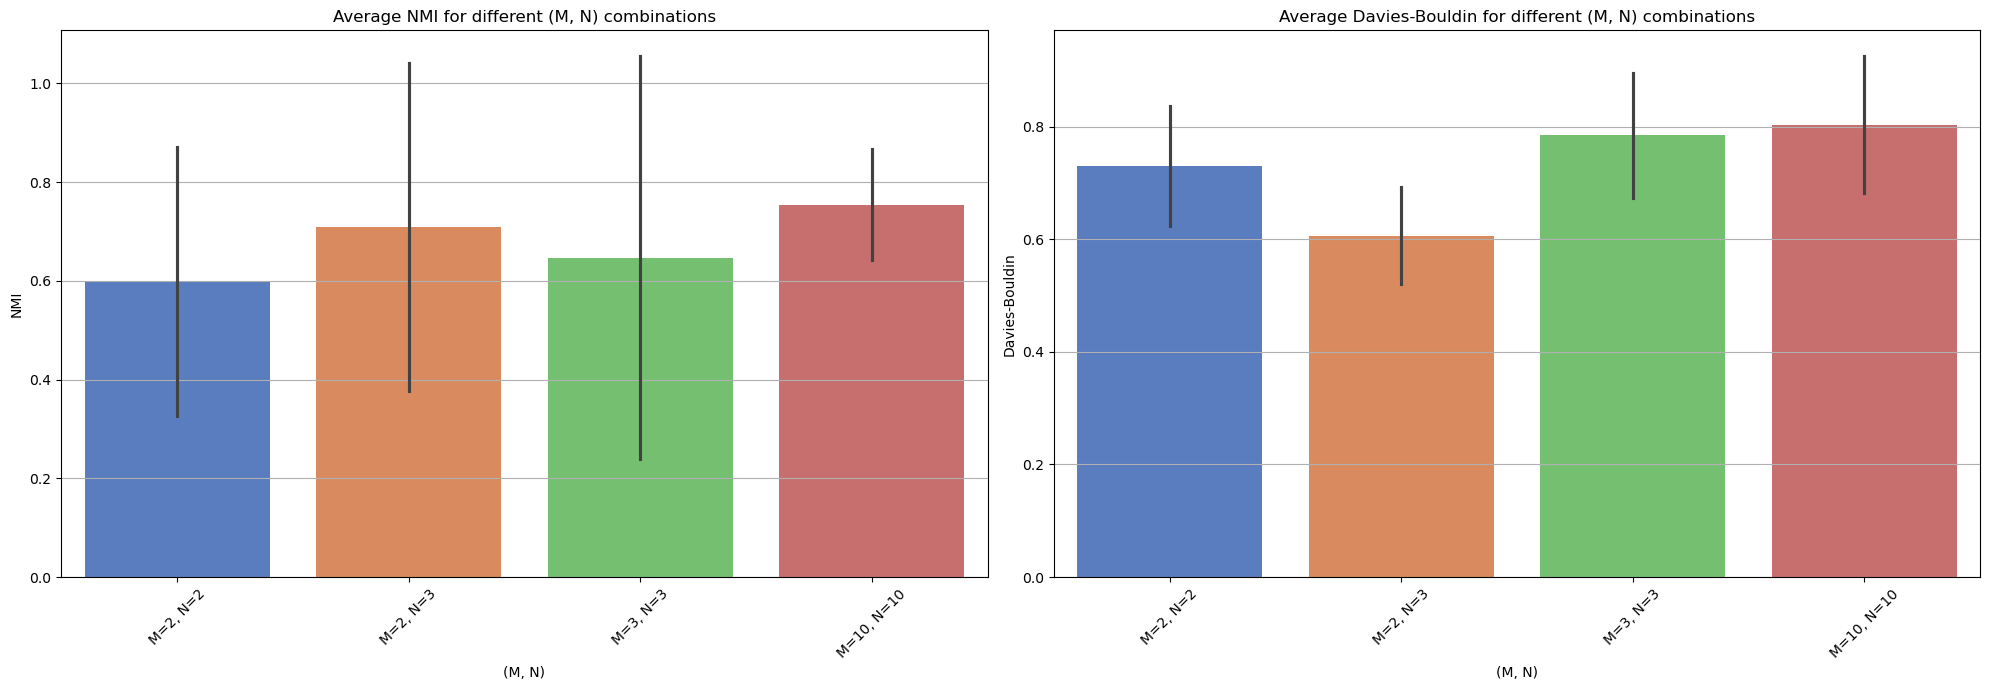 Average NMI for different (M, N) combinations
NMI
1.0
0.8
0.6
0.4
0.2
0.0
M=2, N=2
M=2, N=3
M=3, N=3
M=10, N=10
(M, N)
Average Davies-Bouldin for different (M, N) combinations
Davies-Bouldin
0.8
0.6
0.4
0.2
0.0
M=2, N=2
M=2, N=3
M=3, N=3
M=10, N=10
(M, N)